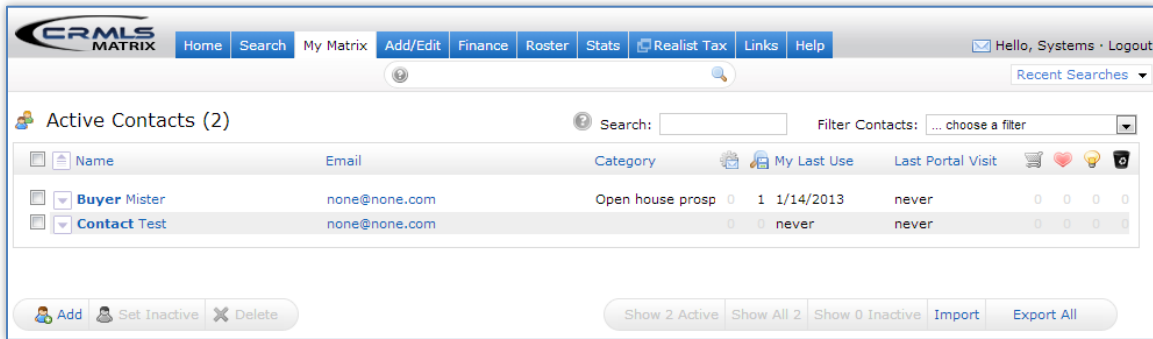 CRMLS
MATRIX
Home Search My Matrix Add/Edit Finance Roster Stats Realist Tax Links Help Hello, Systems · Logout
Recent Searches
Active Contacts (2) Search: Filter Contacts: ... choose a filter
Name Email Category My Last Use Last Portal Visit
Buyer Mister none@none.com Open house prosp 0 1 1/14/2013 never 0 0 0 0
Contact Test none@none.com 0 0 never never 0 0 0 0
Add Set Inactive Delete Show 2 Active Show All 2 Show 0 Inactive Import Export All